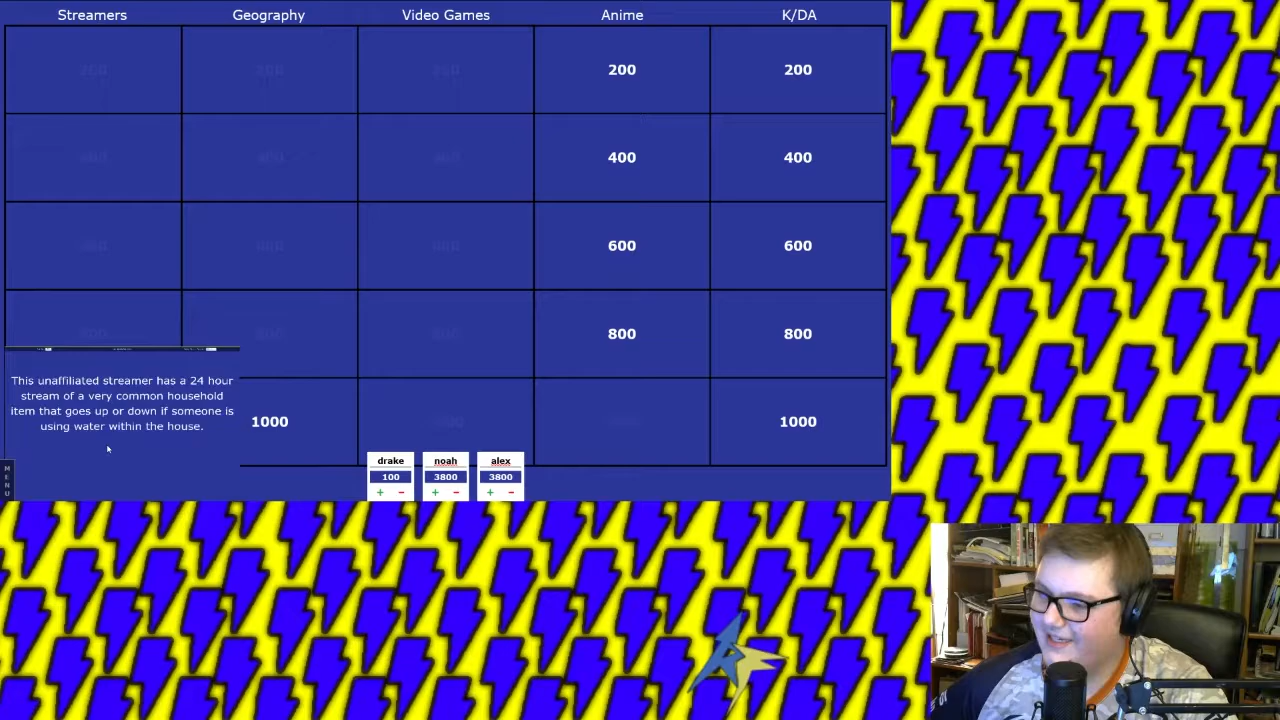 Streamers Geography Video Games Anime K/DA
200 200
400 400
600 600
800 800
This unaffiliated streamer has a 24 hour
stream of a very common household
item that goes up or down if someone is
using water within the house.
1000 1000
drake noah alex
100 3800 3800
+ - + - + -
MENU